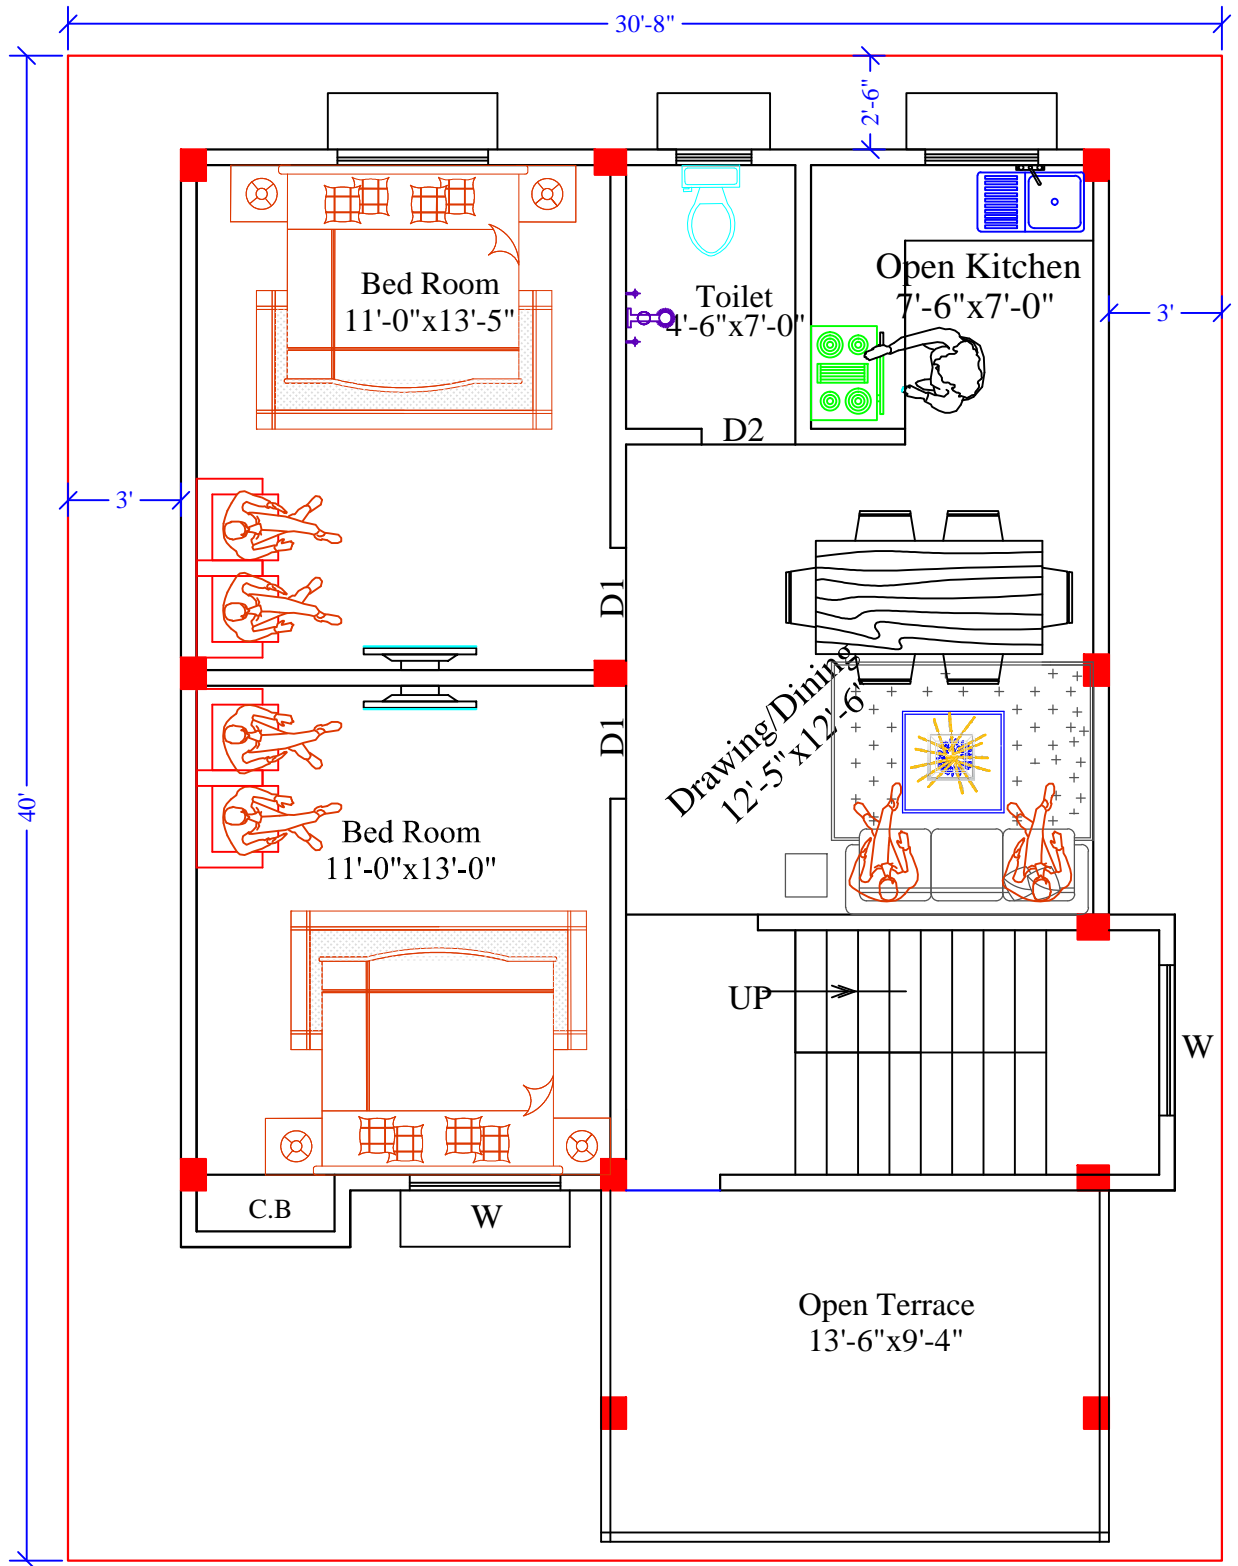 30'-8"
2'-6"
Bed Room
11'-0"x13'-5"
Toilet
4'-6"x7'-0"
Open Kitchen
7'-6"x7'-0"
3'
D2
3'
D1
40'
Drawing/Dining
12'-5"x12'-6"
D1
Bed Room
11'-0"x13'-0"
UP
W
C.B
W
Open Terrace
13'-6"x9'-4"